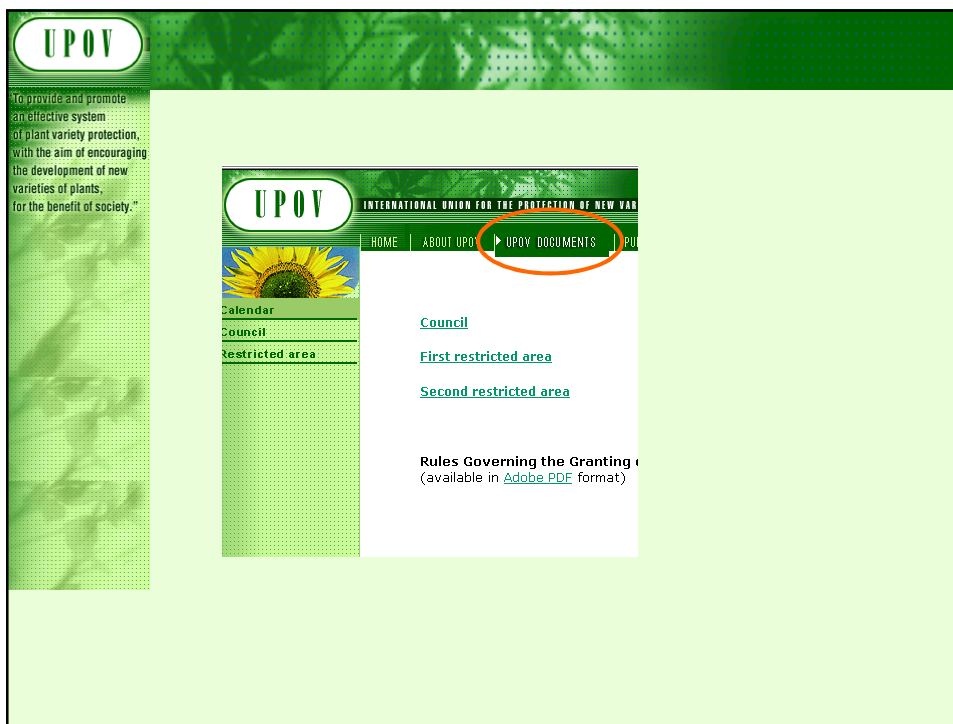 UPOV
"To provide and promote
an effective system
of plant variety protection,
with the aim of encouraging
the development of new
varieties of plants,
for the benefit of society."
UPOV
INTERNATIONAL UNION FOR THE PROTECTION OF NEW VAR
HOME ABOUT UPOV UPOV DOCUMENTS PU
Calendar
Council
Restricted area
Council
First restricted area
Second restricted area
Rules Governing the Granting
(available in Adobe PDF format)